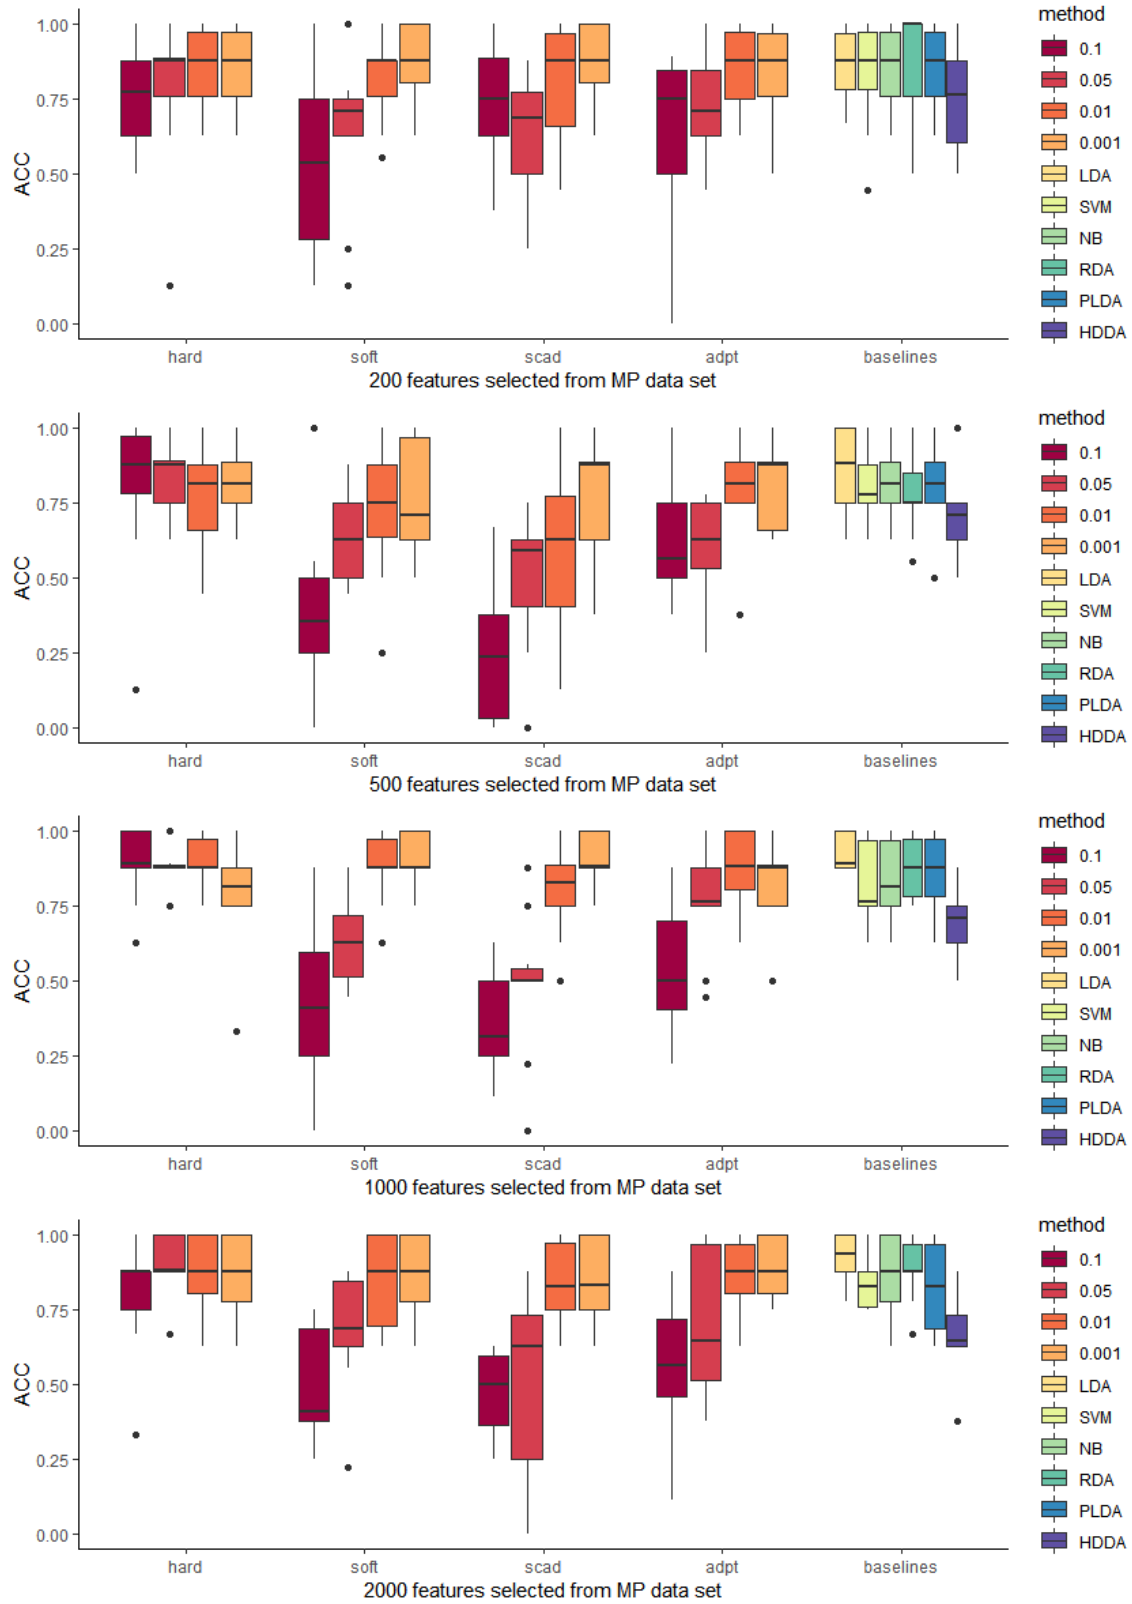 method
1.00
0.75
0.50
0.25
0.00
ACC
hard soft scad adpt baselines
200 features selected from MP data set
0.1
0.05
0.01
0.001
LDA
SVM
NB
RDA
PLDA
HDDA
method
1.00
0.75
0.50
0.25
0.00
ACC
hard soft scad adpt baselines
500 features selected from MP data set
0.1
0.05
0.01
0.001
LDA
SVM
NB
RDA
PLDA
HDDA
method
1.00
0.75
0.50
0.25
0.00
ACC
hard soft scad adpt baselines
1000 features selected from MP data set
0.1
0.05
0.01
0.001
LDA
SVM
NB
RDA
PLDA
HDDA
method
1.00
0.75
0.50
0.25
0.00
ACC
hard soft scad adpt baselines
2000 features selected from MP data set
0.1
0.05
0.01
0.001
LDA
SVM
NB
RDA
PLDA
HDDA